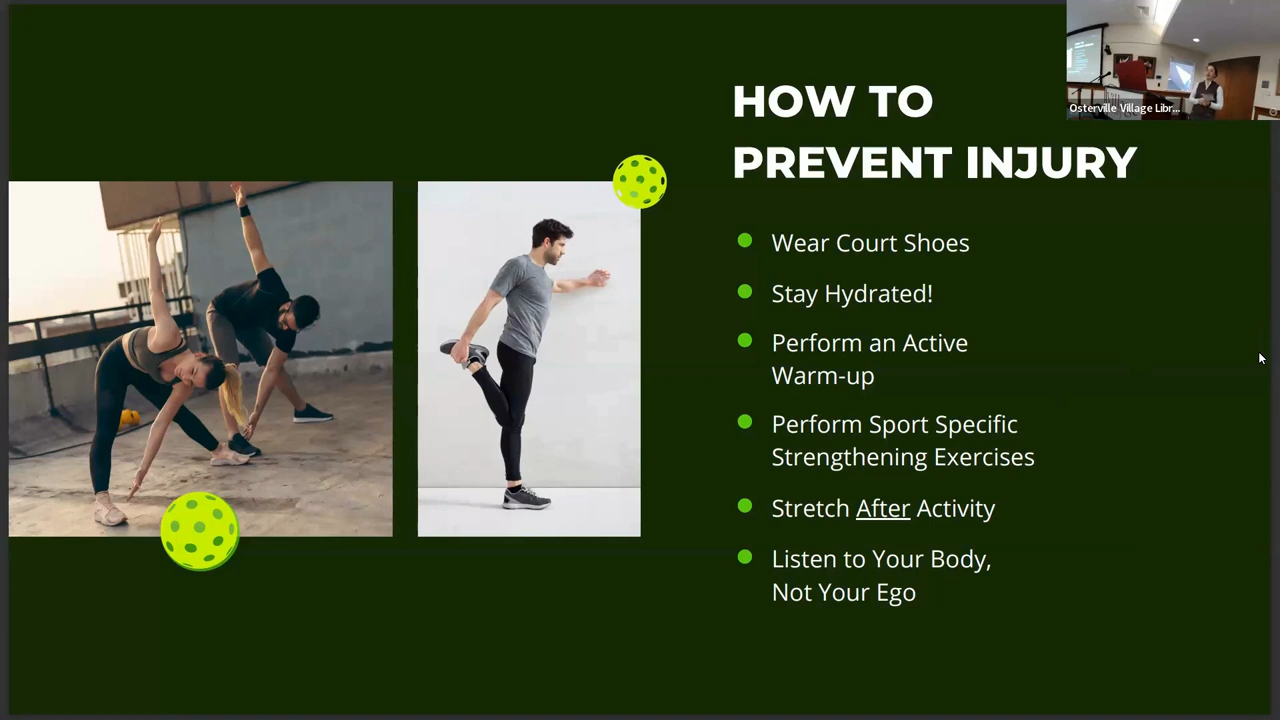 Osterville Village Libr...
HOW TO
PREVENT INJURY
Wear Court Shoes
Stay Hydrated!
Perform an Active
Warm-up
Perform Sport Specific
Strengthening Exercises
Stretch After Activity
Listen to Your Body,
Not Your Ego